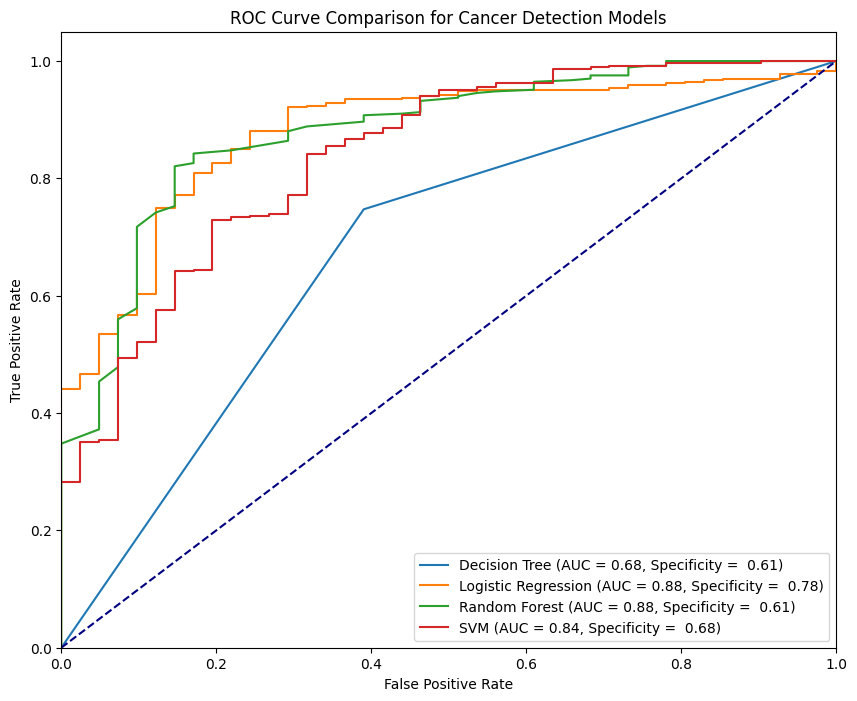 ROC Curve Comparison for Cancer Detection Models
True Positive Rate
1.0
0.8
0.6
0.4
0.2
0.0
Decision Tree (AUC = 0.68, Specificity =  0.61)
Logistic Regression (AUC = 0.88, Specificity =  0.78)
Random Forest (AUC = 0.88, Specificity =  0.61)
SVM (AUC = 0.84, Specificity =  0.68)
0.0 0.2 0.4 0.6 0.8 1.0
False Positive Rate